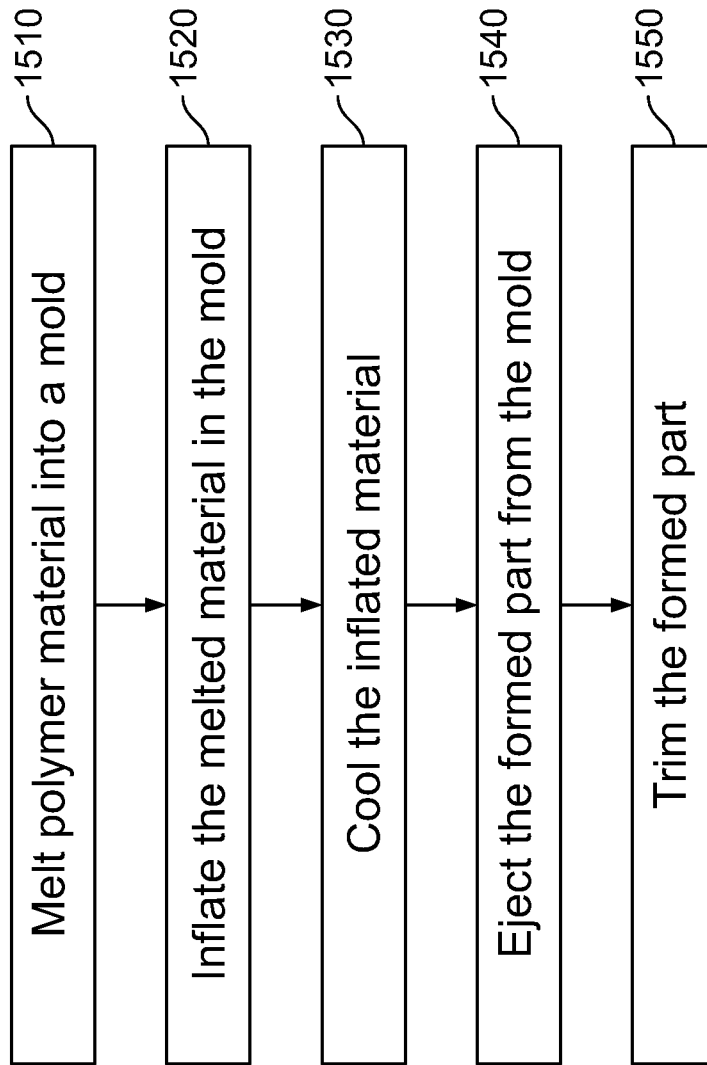 Melt polymer material into a mold
1510
Inflate the melted material in the mold
1520
Cool the inflated material
1530
Eject the formed part from the mold
1540
Trim the formed part
1550